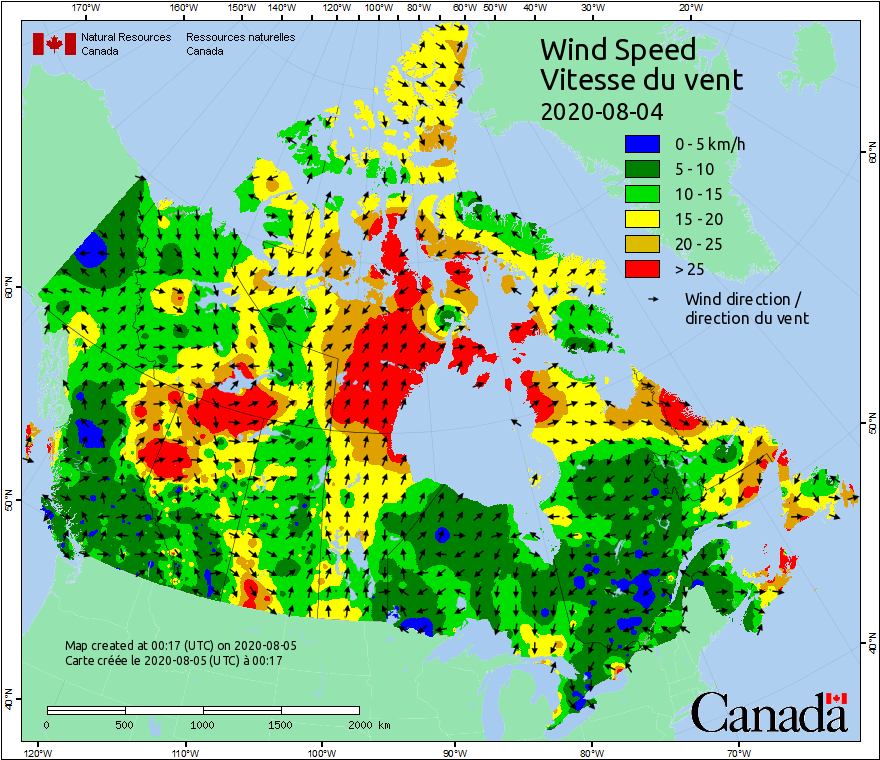 170°W 160°W 150°W 140°W 120°W 100°W 80°W 60°W 50°W 40°W 30°W 20°W
Natural Resources Ressources naturelles
Canada Canada
Wind Speed
Vitesse du vent
2020-08-04
0 - 5 km/h
5 - 10
10 - 15
15 - 20
20 - 25
> 25
Wind direction /
direction du vent
60°N
50°N
40°N
60°N
50°N
40°N
Map created at 00:17 (UTC) on 2020-08-05
Carte créée le 2020-08-05 (UTC) à 00:17
0 500 1000 1500 2000 km
Canada
120°W 110°W 100°W 90°W 80°W 70°W